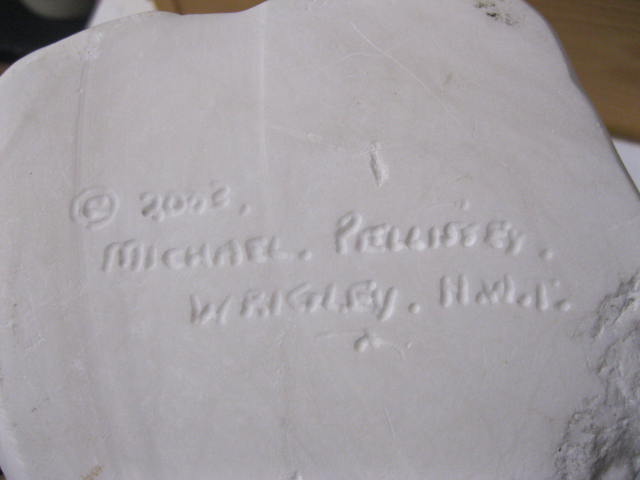 © 2003.
MICHAEL. PELLISSEY.
WRIGLEY. N.W.T.